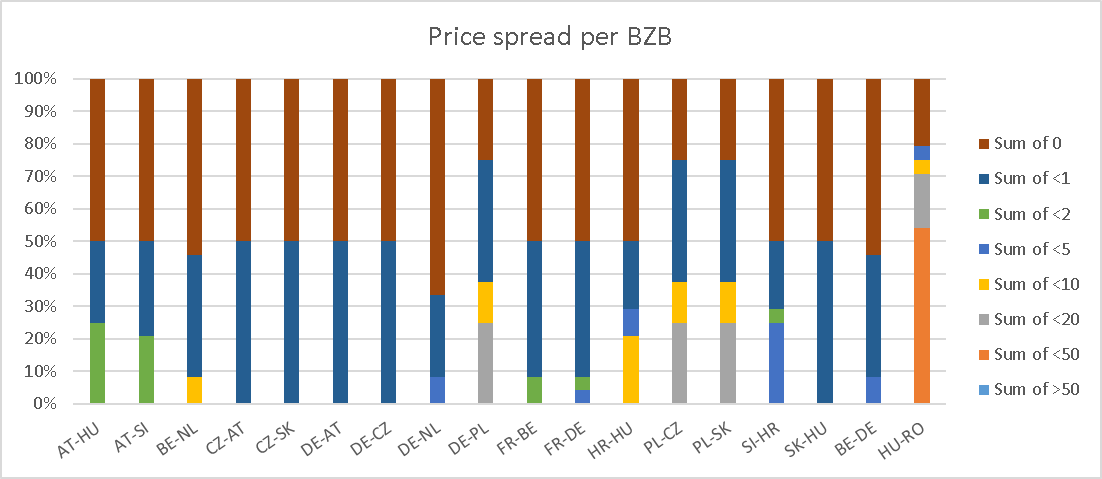 Price spread per BZB
100%
90%
80%
70%
60%
50%
40%
30%
20%
10%
0%
AT-HU
AT-SI
BE-NL
CZ-AT
CZ-SK
DE-AT
DE-CZ
DE-NL
DE-PL
FR-BE
FR-DE
HR-HU
PL-CZ
PL-SK
SI-HR
SK-HU
BE-DE
HU-RO
Sum of 0
Sum of <1
Sum of <2
Sum of <5
Sum of <10
Sum of <20
Sum of <50
Sum of >50